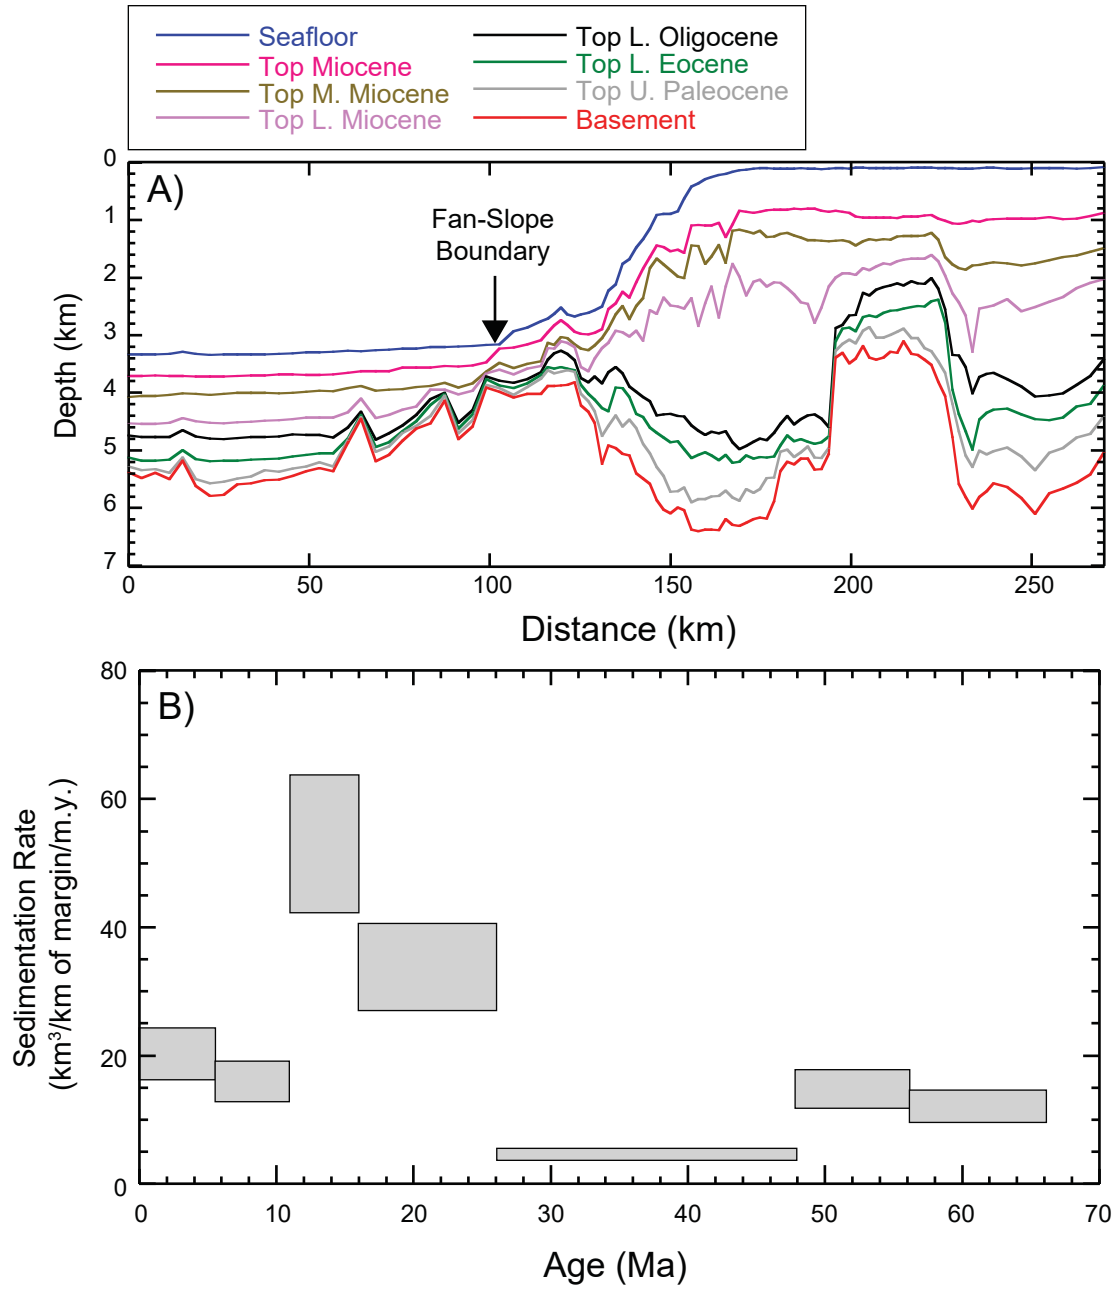 Seafloor
Top Miocene
Top M. Miocene
Top L. Miocene
Top L. Oligocene
Top L. Eocene
Top U. Paleocene
Basement
A)
Fan-Slope
Boundary
Depth (km)
0
1
2
3
4
5
6
7
0 50 100 150 200 250
Distance (km)
B)
Sedimentation Rate
(km³/km of margin/m.y.)
80
60
40
20
0
0 10 20 30 40 50 60 70
Age (Ma)